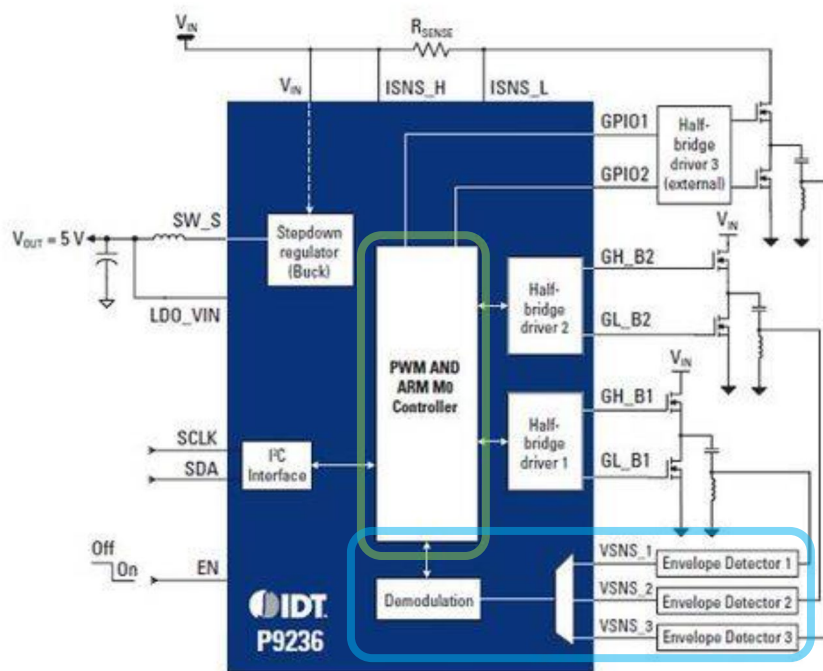 VIN
RSENSE
VIN
ISNS_H
ISNS_L
GPIO1
GPIO2
Half-
bridge
driver 3
(external)
SW_S
VOUT = 5 V
Stepdown
regulator
(Buck)
LDO_VIN
PWM AND
ARM M0
Controller
Half-
bridge
driver 2
GH_B2
GL_B2
VIN
Half-
bridge
driver 1
GH_B1
GL_B1
VIN
SCLK
SDA
I²C
Interface
Off
On
EN
IDT.
P9236
Demodulation
VSNS_1
VSNS_2
VSNS_3
Envelope Detector 1
Envelope Detector 2
Envelope Detector 3